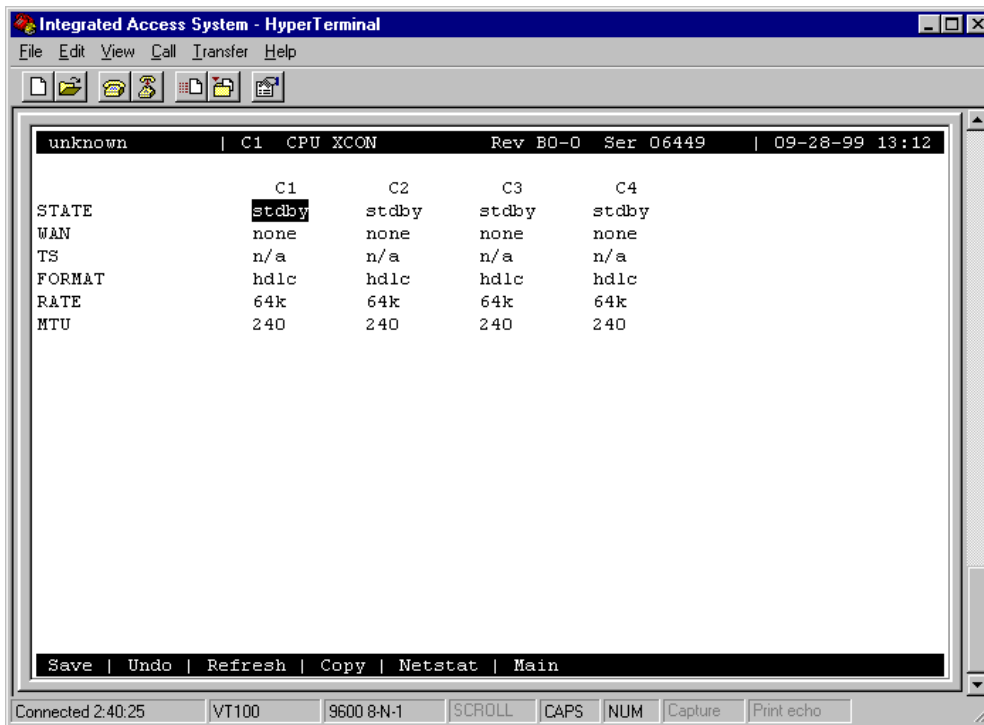 Integrated Access System - HyperTerminal
File Edit View Call Transfer Help
unknown | C1 CPU XCON Rev B0-0 Ser 06449 | 09-28-99 13:12
C1 C2 C3 C4
STATE stdby stdby stdby stdby
WAN none none none none
TS n/a n/a n/a n/a
FORMAT hdlc hdlc hdlc hdlc
RATE 64k 64k 64k 64k
MTU 240 240 240 240
Save | Undo | Refresh | Copy | Netstat | Main
Connected 2:40:25 VT100 9600 8-N-1 SCROLL CAPS NUM Capture Print echo